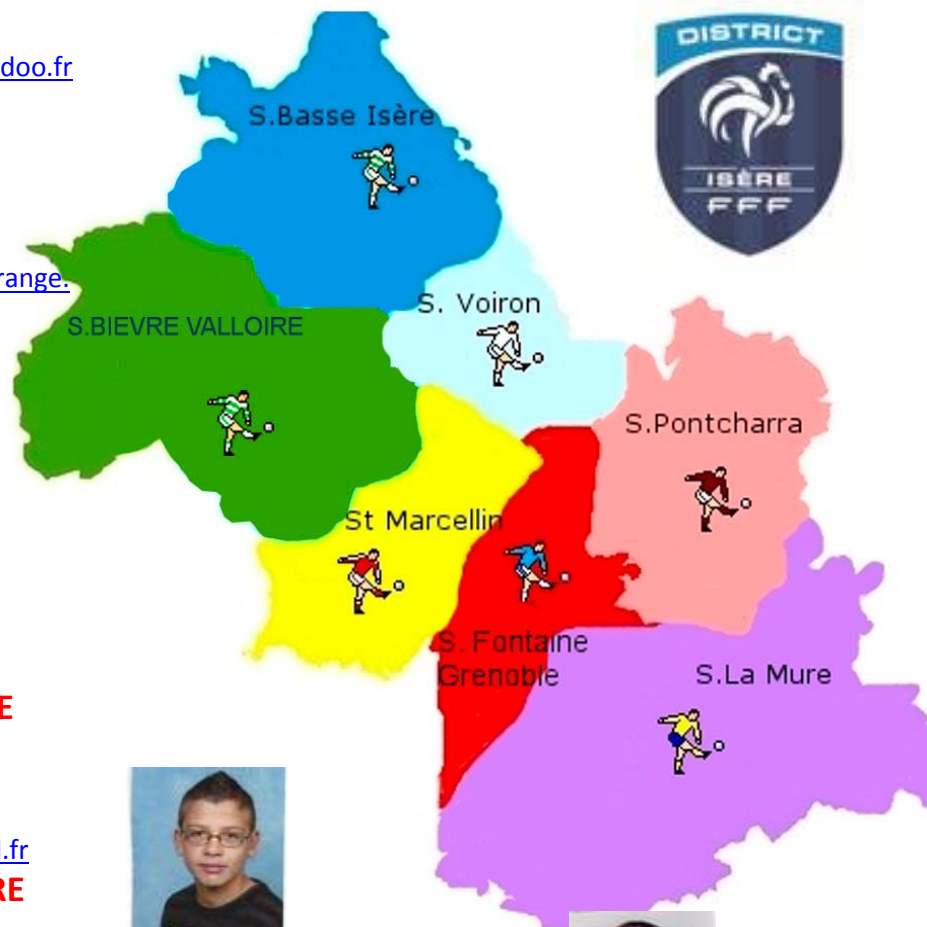 DISTRICT
ISÈRE
FFF
doo.fr
S.Basse Isère
range.
S. Voiron
S.BIEVRE VALLOIRE
S.Pontcharra
St Marcellin
S. Fontaine
Grenoble
S.La Mure
E
l.fr
RE